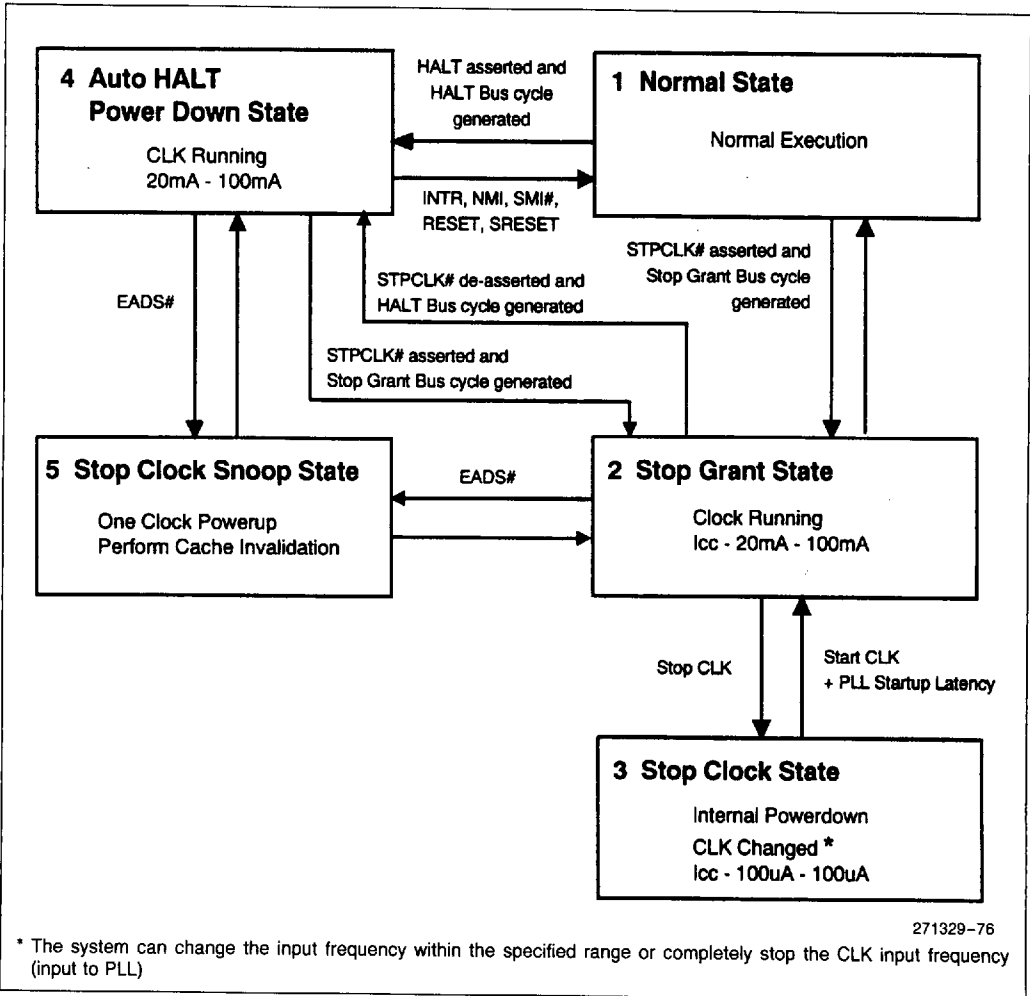 4 Auto HALT
Power Down State
CLK Running
20mA - 100mA
HALT asserted and
HALT Bus cycle
generated
1 Normal State
Normal Execution
INTR, NMI, SMI#,
RESET, SRESET
EADS#
STPCLK# de-asserted and
HALT Bus cycle generated
STPCLK# asserted and
Stop Grant Bus cycle
generated
STPCLK# asserted and
Stop Grant Bus cycle generated
5 Stop Clock Snoop State
One Clock Powerup
Perform Cache Invalidation
EADS#
2 Stop Grant State
Clock Running
Icc - 20mA - 100mA
Stop CLK
Start CLK
+ PLL Startup Latency
3 Stop Clock State
Internal Powerdown
CLK Changed *
Icc - 100uA - 100uA
271329-76
* The system can change the input frequency within the specified range or completely stop the CLK input frequency
(input to PLL)